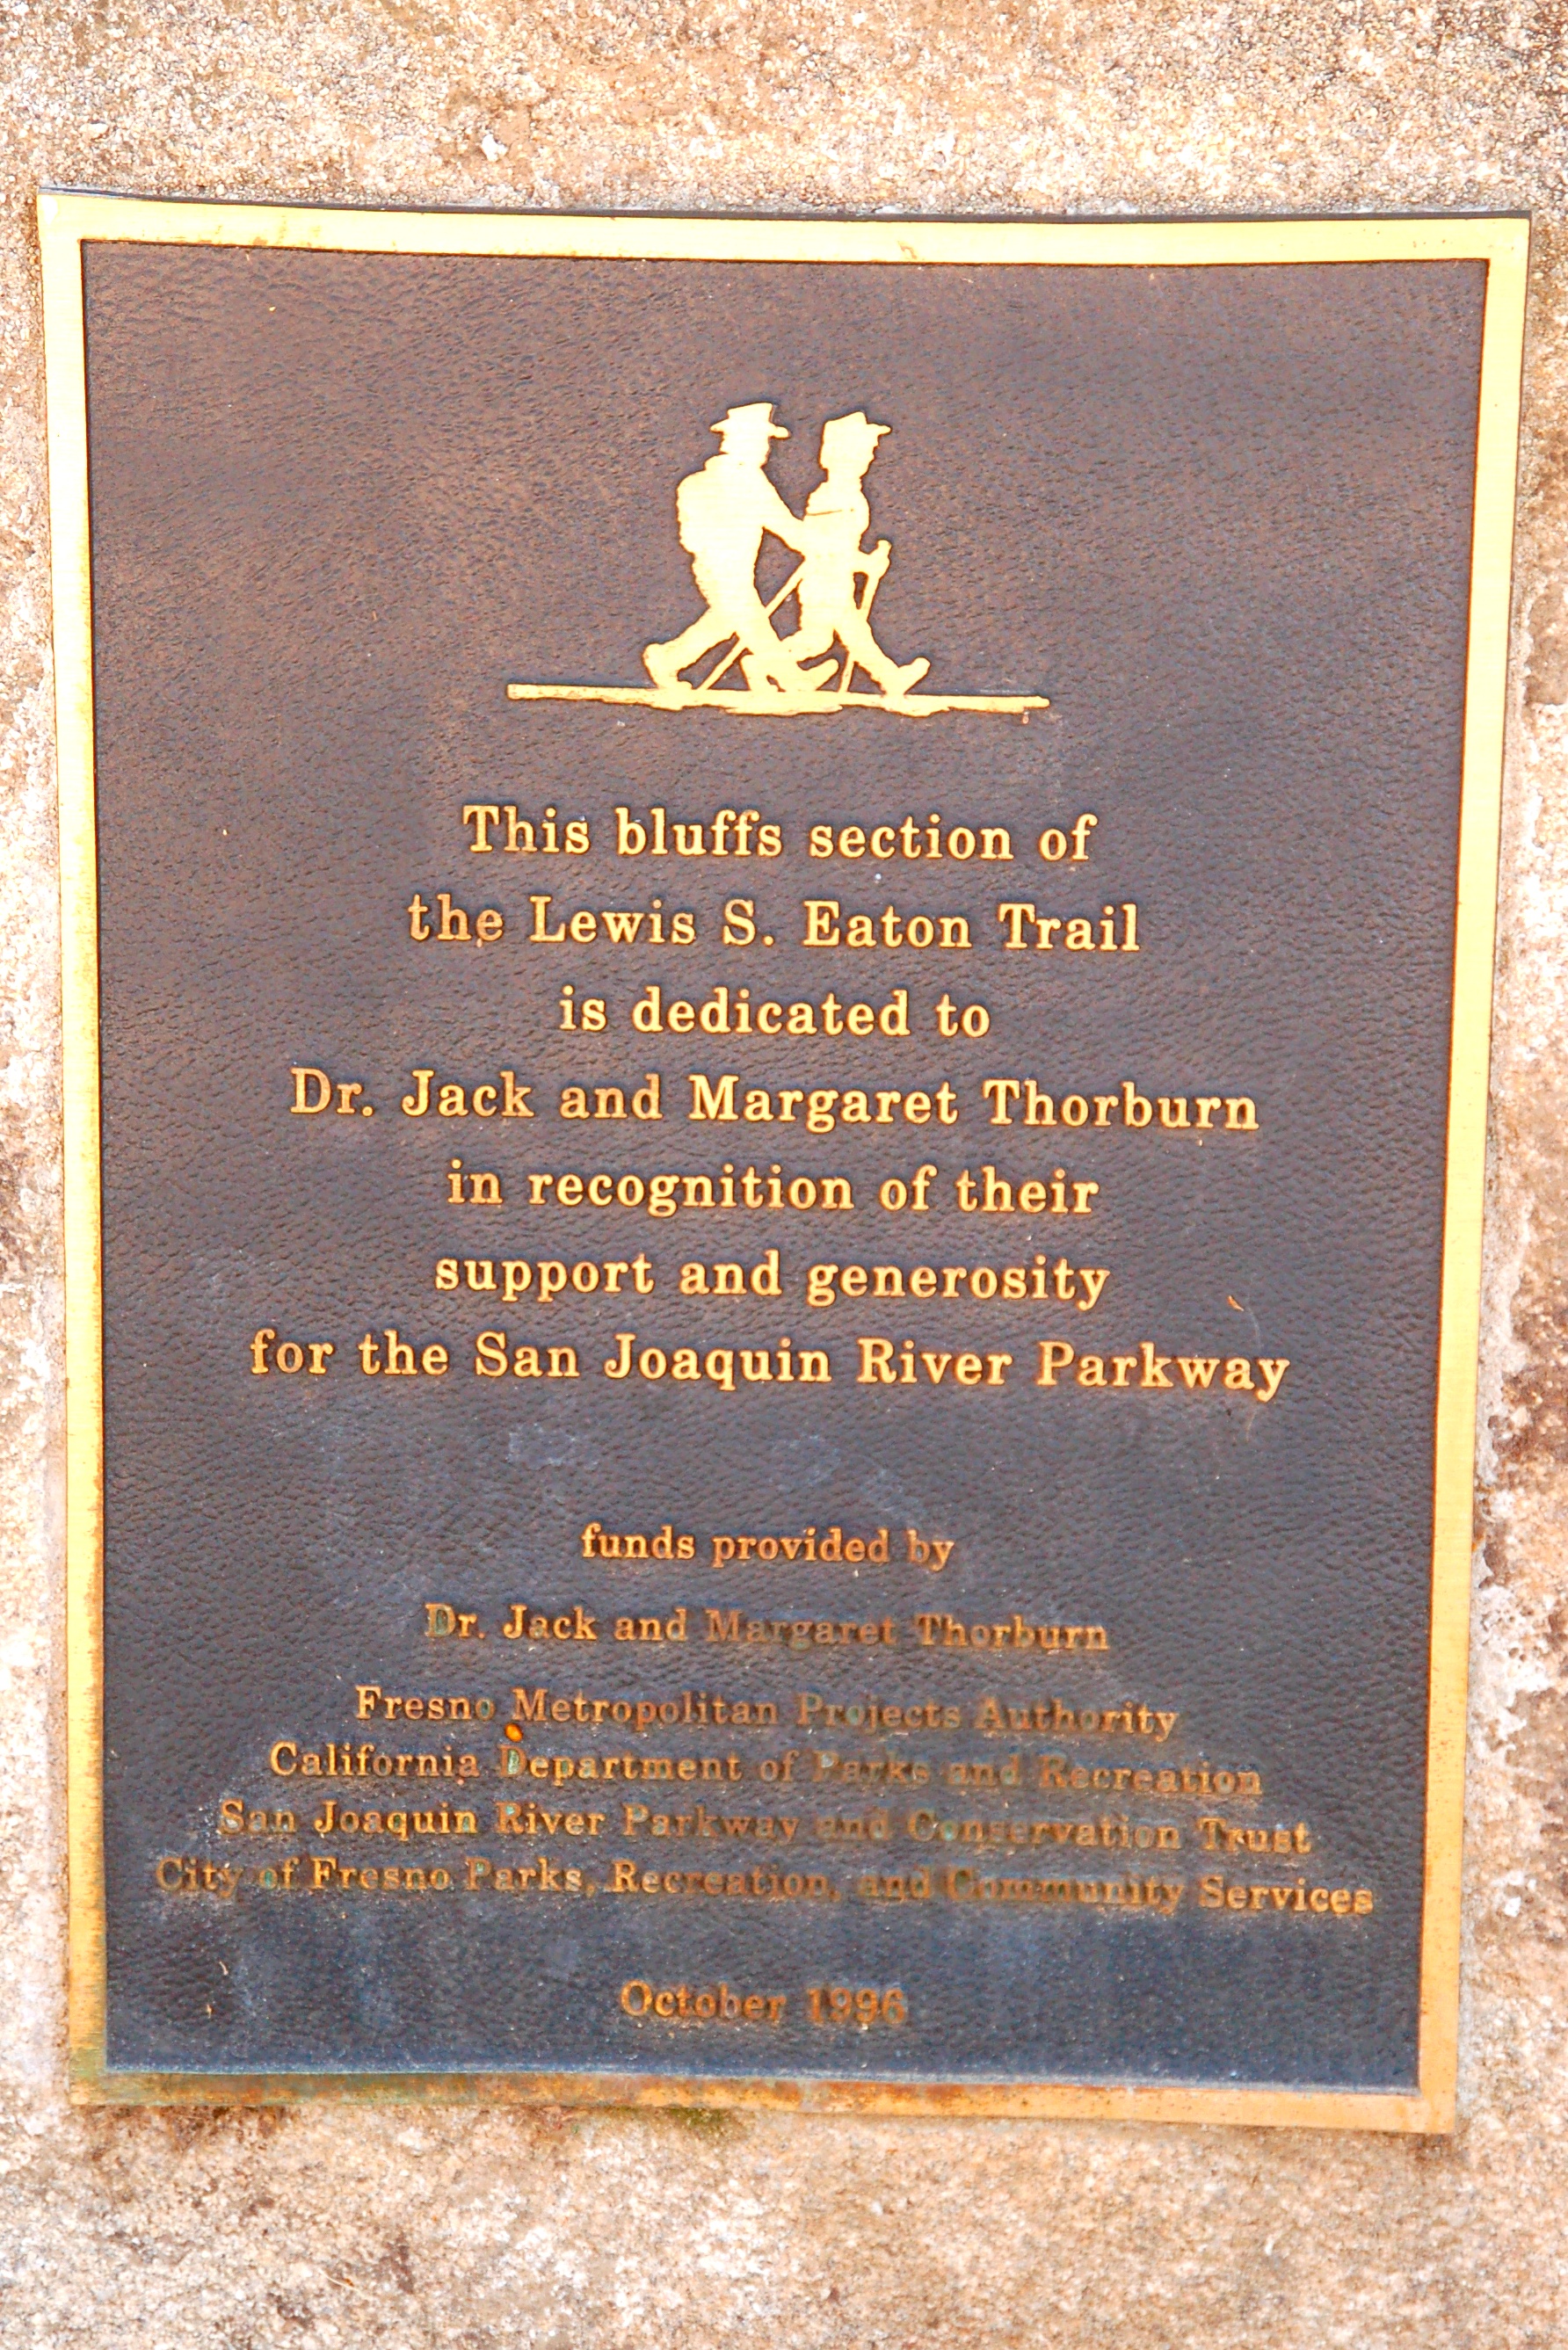 This bluffs section of
the Lewis S. Eaton Trail
is dedicated to
Dr. Jack and Margaret Thorburn
in recognition of their
support and generosity
for the San Joaquin River Parkway
funds provided by
Dr. Jack and Margaret Thorburn
Fresno Metropolitan Projects Authority
California Department of Parks and Recreation
San Joaquin River Parkway and Conservation Trust
City of Fresno Parks, Recreation, and Community Services
October 1996